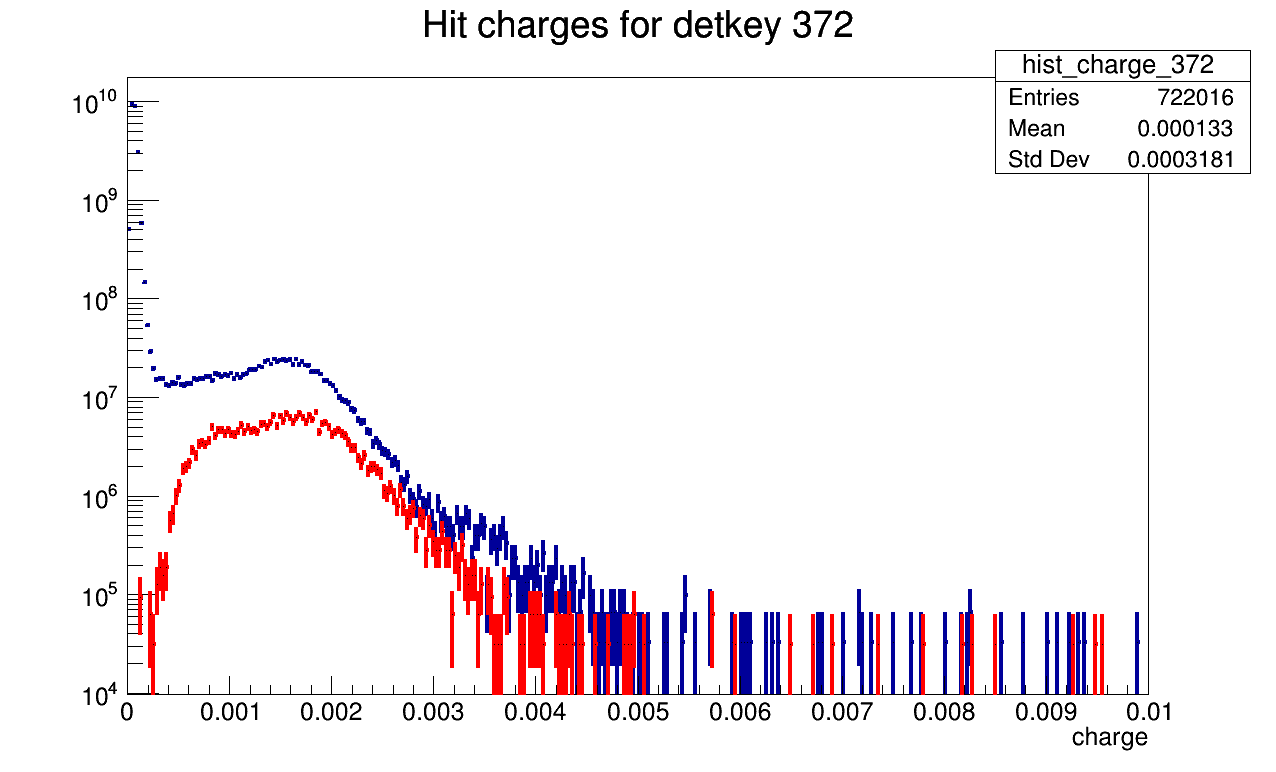 Hit charges for detkey 372
hist_charge_372
Entries 722016
Mean 0.000133
Std Dev 0.0003181
10^10
10^9
10^8
10^7
10^6
10^5
10^4
0 0.001 0.002 0.003 0.004 0.005 0.006 0.007 0.008 0.009 0.01
charge